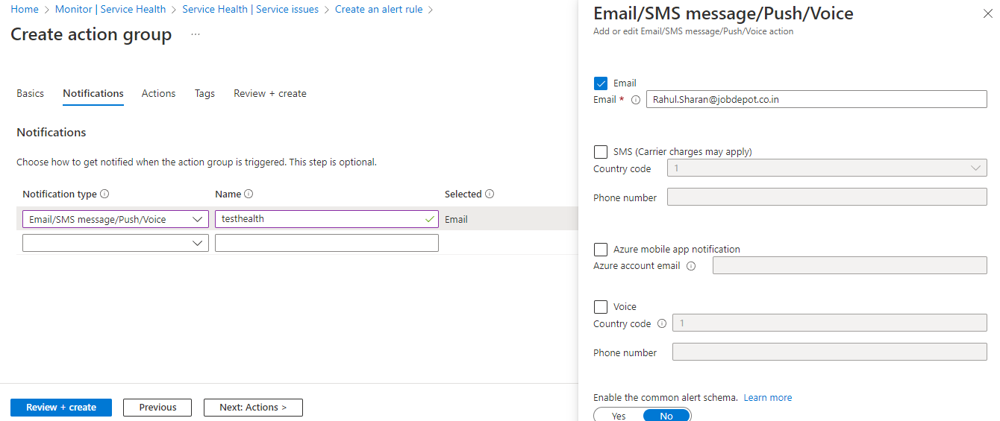 Home > Monitor | Service Health > Service Health | Service issues > Create an alert rule >
Create action group ...
Basics Notifications Actions Tags Review + create
Notifications
Choose how to get notified when the action group is triggered. This step is optional.
Notification type Name Selected
Email/SMS message/Push/Voice testhealth Email
Review + create Previous Next: Actions >
Email/SMS message/Push/Voice
Add or edit Email/SMS message/Push/Voice action
Email
Email * Rahul.Sharan@jobdepot.co.in
SMS (Carrier charges may apply)
Country code 1
Phone number
Azure mobile app notification
Azure account email
Voice
Country code 1
Phone number
Enable the common alert schema. Learn more
Yes No